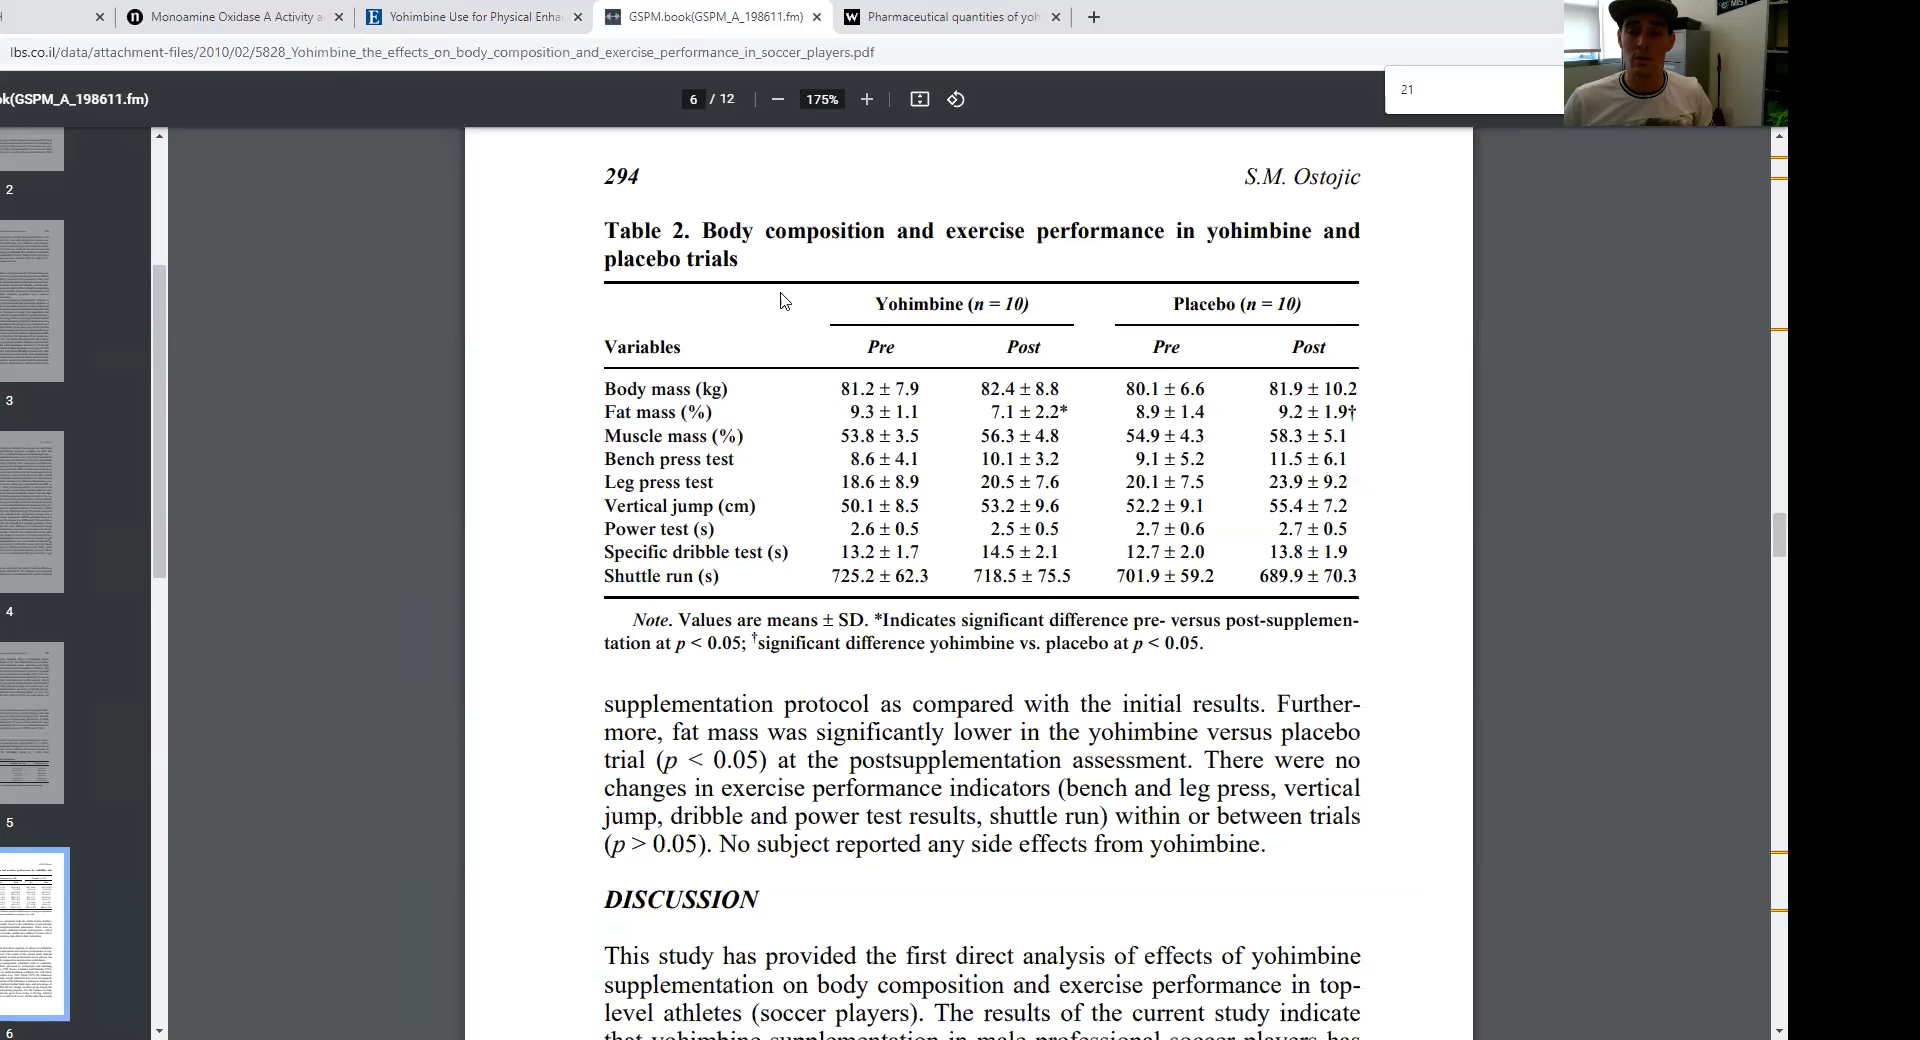 Monoamine Oxidase A Activity a
Yohimbine Use for Physical Enha
GSPM.book(GSPM_A_198611.fm)
Pharmaceutical quantities of yoh
lbs.co.il/data/attachment-files/2010/02/5828_Yohimbine_the_effects_on_body_composition_and_exercise_performance_in_soccer_players.pdf
ok(GSPM_A_198611.fm)
6 / 12
175%
21
2
3
4
5
6
294 S.M. Ostojic
Table 2. Body composition and exercise performance in yohimbine and
placebo trials
Yohimbine (n = 10) Placebo (n = 10)
Variables Pre Post Pre Post
Body mass (kg) 81.2 ± 7.9 82.4 ± 8.8 80.1 ± 6.6 81.9 ± 10.2
Fat mass (%) 9.3 ± 1.1 7.1 ± 2.2* 8.9 ± 1.4 9.2 ± 1.9†
Muscle mass (%) 53.8 ± 3.5 56.3 ± 4.8 54.9 ± 4.3 58.3 ± 5.1
Bench press test 8.6 ± 4.1 10.1 ± 3.2 9.1 ± 5.2 11.5 ± 6.1
Leg press test 18.6 ± 8.9 20.5 ± 7.6 20.1 ± 7.5 23.9 ± 9.2
Vertical jump (cm) 50.1 ± 8.5 53.2 ± 9.6 52.2 ± 9.1 55.4 ± 7.2
Power test (s) 2.6 ± 0.5 2.5 ± 0.5 2.7 ± 0.6 2.7 ± 0.5
Specific dribble test (s) 13.2 ± 1.7 14.5 ± 2.1 12.7 ± 2.0 13.8 ± 1.9
Shuttle run (s) 725.2 ± 62.3 718.5 ± 75.5 701.9 ± 59.2 689.9 ± 70.3
Note. Values are means ± SD. *Indicates significant difference pre- versus post-supplemen-
tation at p < 0.05; †significant difference yohimbine vs. placebo at p < 0.05.
supplementation protocol as compared with the initial results. Further-
more, fat mass was significantly lower in the yohimbine versus placebo
trial (p < 0.05) at the postsupplementation assessment. There were no
changes in exercise performance indicators (bench and leg press, vertical
jump, dribble and power test results, shuttle run) within or between trials
(p > 0.05). No subject reported any side effects from yohimbine.
DISCUSSION
This study has provided the first direct analysis of effects of yohimbine
supplementation on body composition and exercise performance in top-
level athletes (soccer players). The results of the current study indicate
that yohimbine supplementation in male professional soccer players has